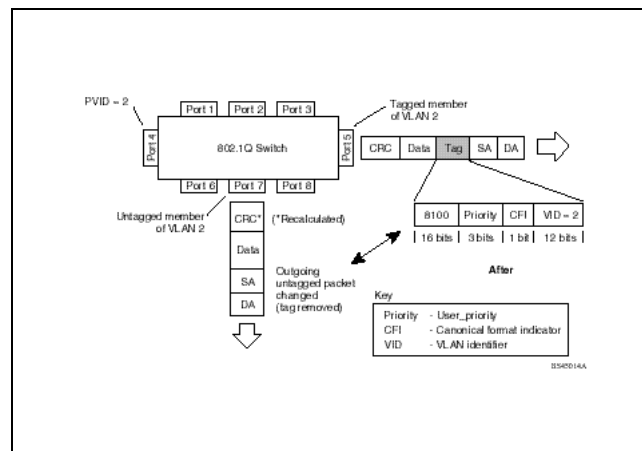 PVID = 2
Port 1
Port 2
Port 3
Tagged member
of VLAN 2
Port 4
802.1Q Switch
Port 5
CRC
Data
Tag
SA
DA
Port 6
Port 7
Port 8
Untagged member
of VLAN 2
CRC*
(*Recalculated)
Data
SA
DA
8100
Priority
CFI
VID = 2
16 bits
3 bits
1 bit
12 bits
After
Outgoing
untagged packet
changed
(tag removed)
Key
Priority - User_priority
CFI - Canonical format indicator
VID - VLAN identifier
BS45014A